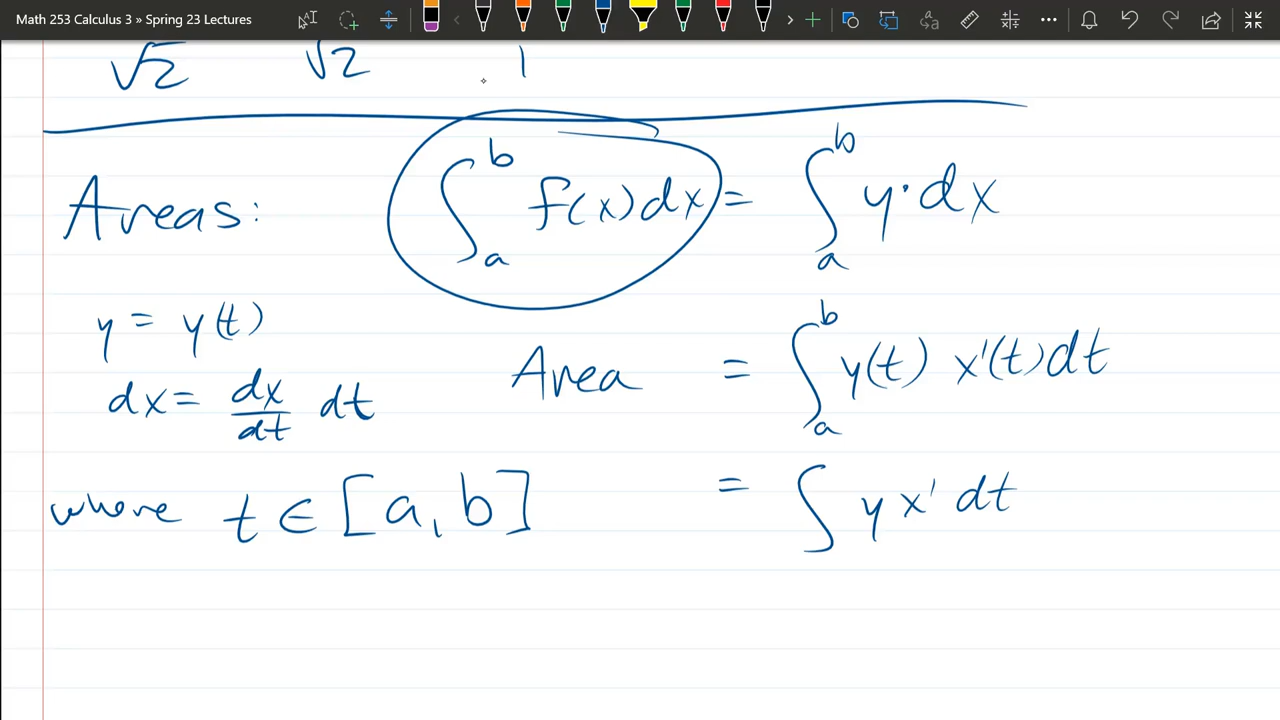 Math 253 Calculus 3 » Spring 23 Lectures
√2 √2 1
Areas: ∫_a^b f(x)dx = ∫_a^b y·dx
y = y(t)
Area = ∫_a^b y(t) x'(t)dt
dx = dx/dt dt
where t ∈ [a, b] = ∫ y x' dt